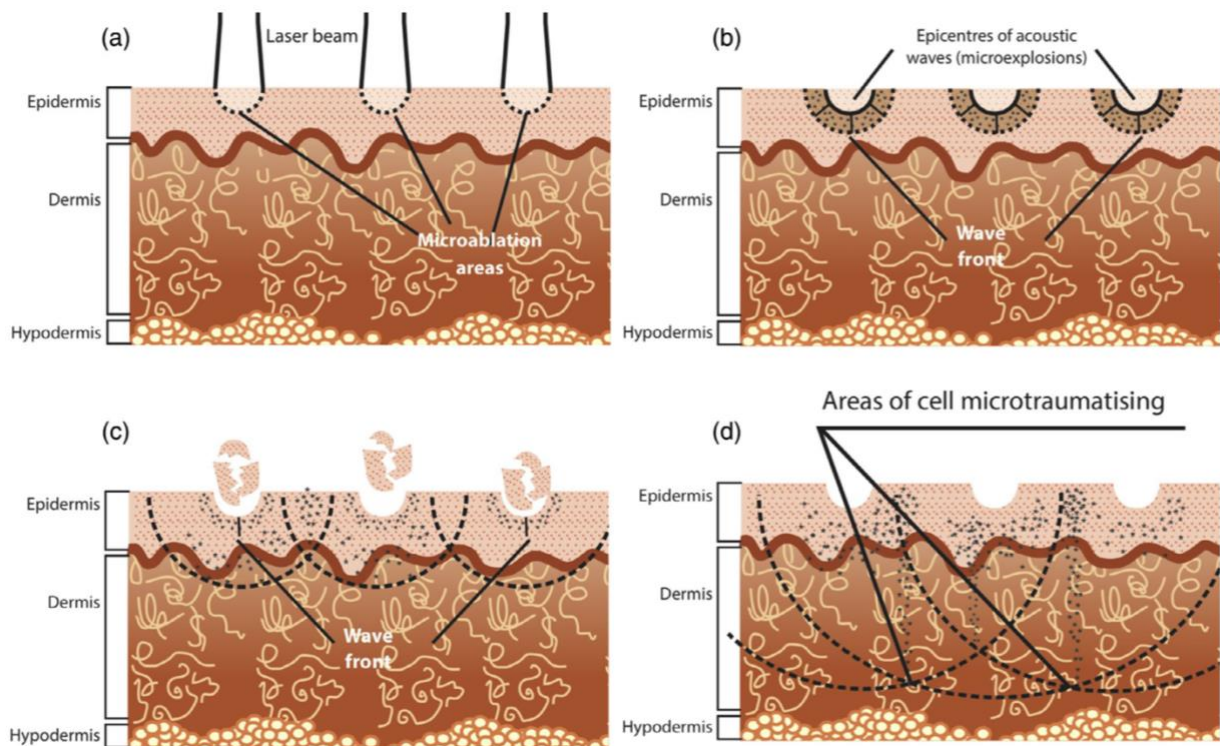 (a)
Laser beam
Epidermis
Dermis
Microablation
areas
Hypodermis
(b)
Epicentres of acoustic
waves (microexplosions)
Epidermis
Dermis
Wave
front
Hypodermis
(c)
Epidermis
Dermis
Wave
front
Hypodermis
Areas of cell microtraumatising
(d)
Epidermis
Dermis
Hypodermis